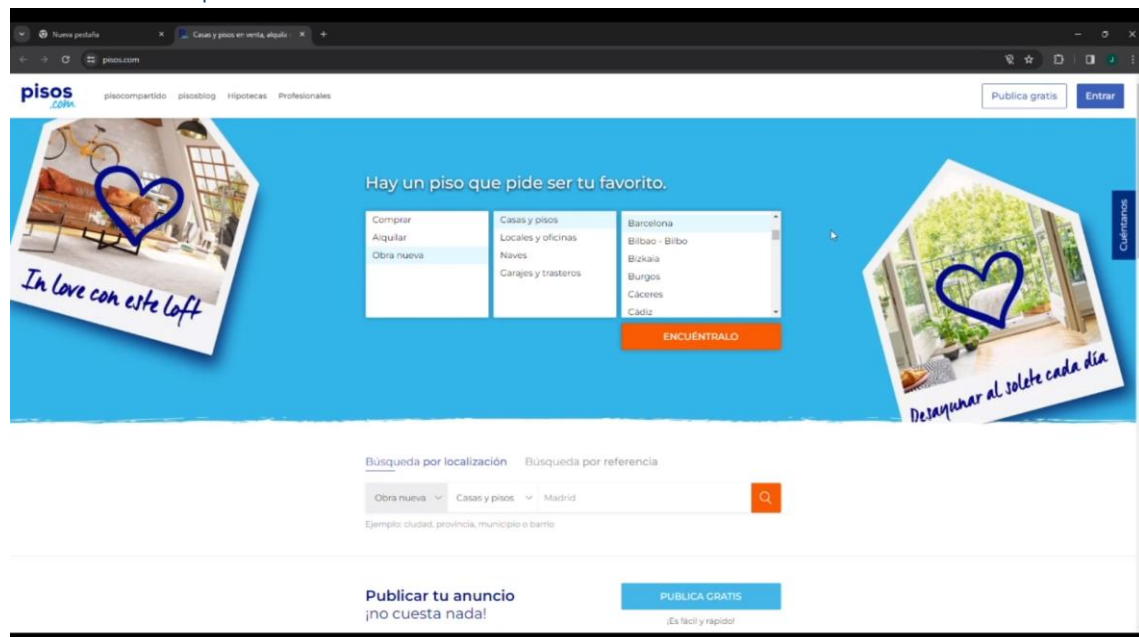 Nueva pestaña
Casas y pisos en venta, alquile
pisos.com
pisos
.com
pisocompartido pisosblog Hipotecas Profesionales
Publica gratis
Entrar
Cuéntanos
Hay un piso que pide ser tu favorito.
Comprar
Alquilar
Obra nueva
Casas y pisos
Locales y oficinas
Naves
Garajes y trasteros
Barcelona
Bilbao - Bilbo
Bizkaia
Burgos
Cáceres
Cádiz
ENCUÉNTRALO
In love con este loft
Desayunar al solete cada día
Búsqueda por localización Búsqueda por referencia
Obra nueva Casas y pisos Madrid
Ejemplo: ciudad, provincia, municipio o barrio
Publicar tu anuncio
¡no cuesta nada!
PUBLICA GRATIS
¡Es fácil y rápido!